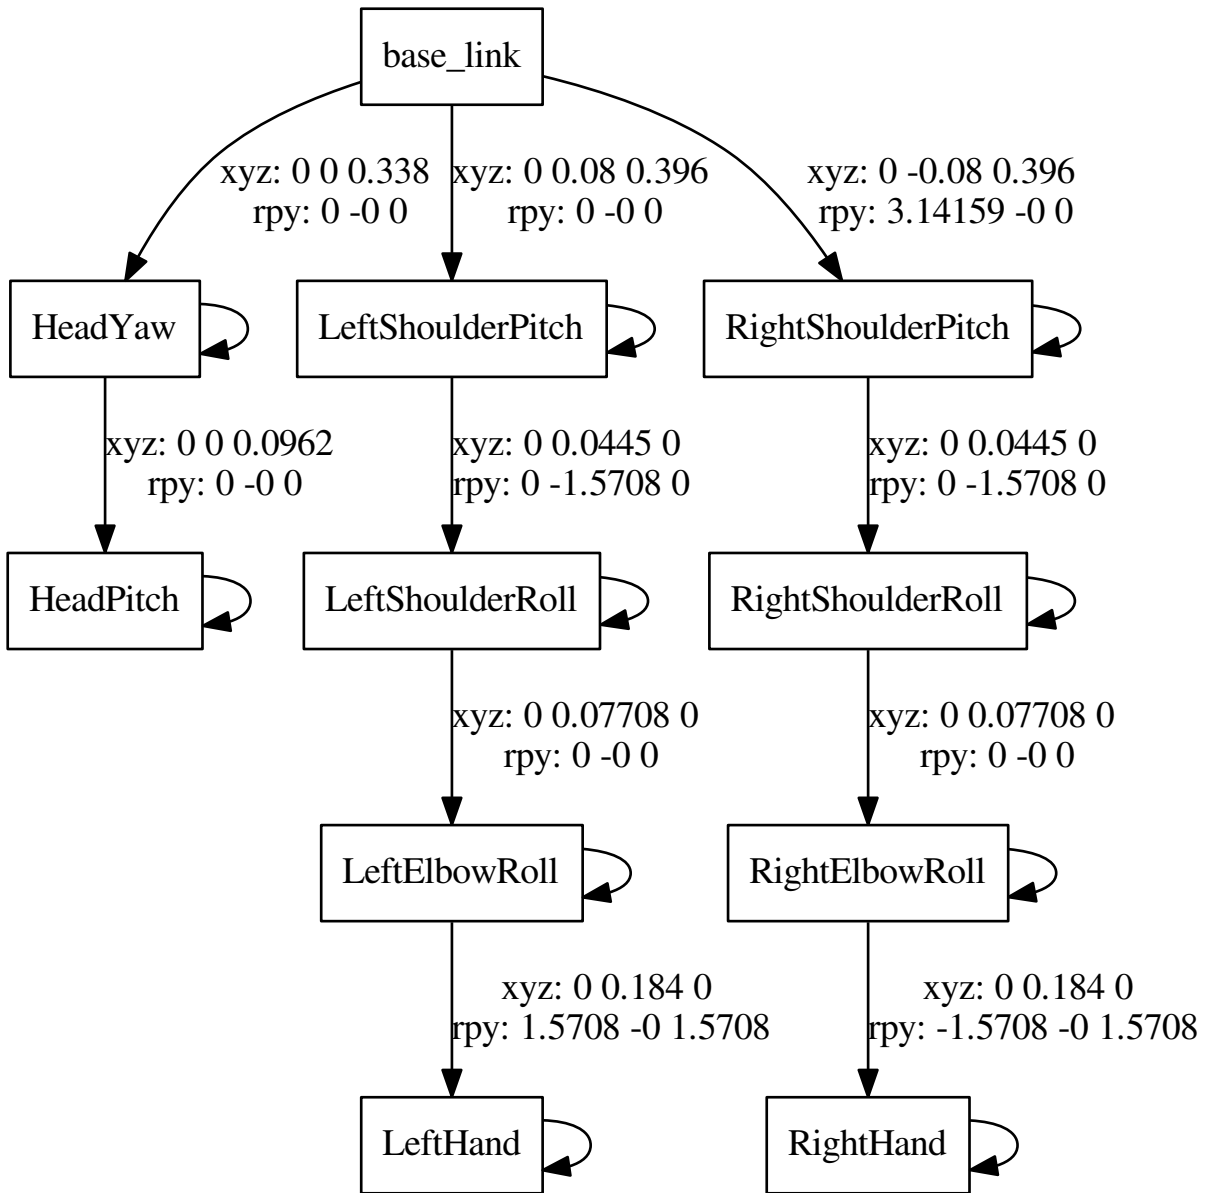 base_link
xyz: 0 0 0.338
rpy: 0 -0 0
xyz: 0 0.08 0.396
rpy: 0 -0 0
xyz: 0 -0.08 0.396
rpy: 3.14159 -0 0
HeadYaw
LeftShoulderPitch
RightShoulderPitch
xyz: 0 0 0.0962
rpy: 0 -0 0
xyz: 0 0.0445 0
rpy: 0 -1.5708 0
xyz: 0 0.0445 0
rpy: 0 -1.5708 0
HeadPitch
LeftShoulderRoll
RightShoulderRoll
xyz: 0 0.07708 0
rpy: 0 -0 0
xyz: 0 0.07708 0
rpy: 0 -0 0
LeftElbowRoll
RightElbowRoll
xyz: 0 0.184 0
rpy: 1.5708 -0 1.5708
xyz: 0 0.184 0
rpy: -1.5708 -0 1.5708
LeftHand
RightHand